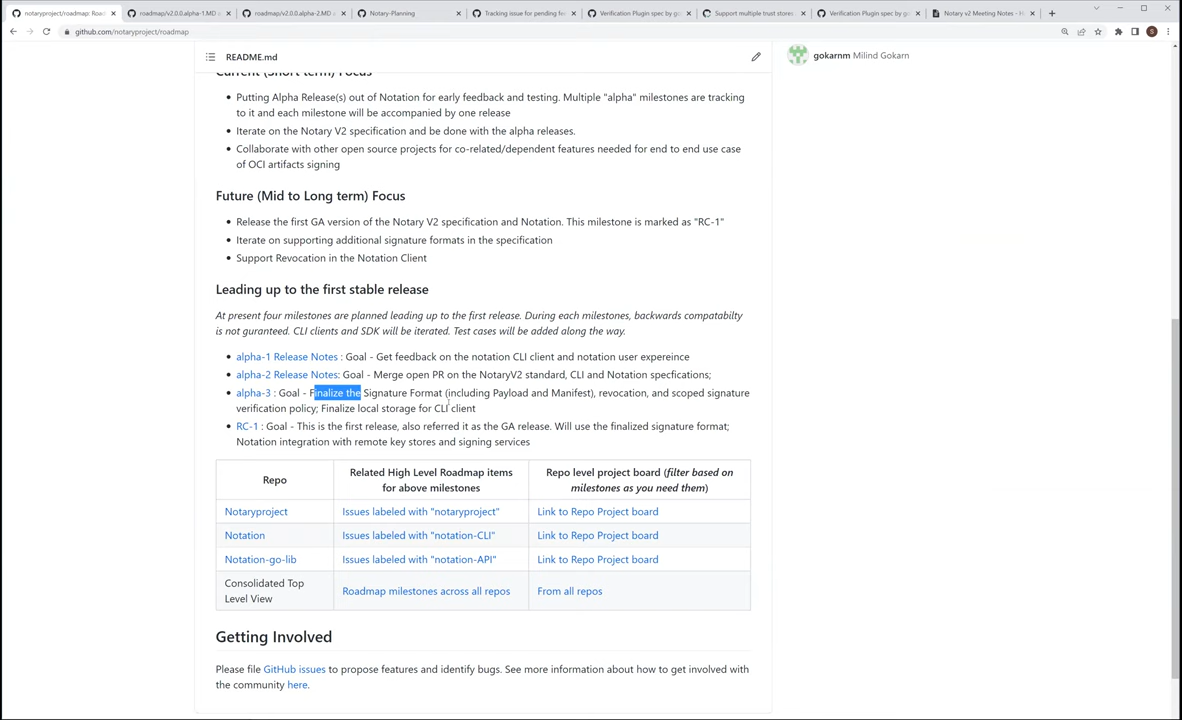 notaryproject/roadmap: Roa
roadmap/v2.0.0.alpha-1.MD
roadmap/v2.0.0.alpha-2.MD
Notary-Planning
Tracking issue for pending fe
Verification Plugin spec by go
Support multiple trust stores
Verification Plugin spec by g
Notary v2 Meeting Notes - H
github.com/notaryproject/roadmap
S
README.md
gokarnm Milind Gokarn
Current (Short term) Focus
Putting Alpha Release(s) out of Notation for early feedback and testing. Multiple "alpha" milestones are tracking
to it and each milestone will be accompanied by one release
Iterate on the Notary V2 specification and be done with the alpha releases.
Collaborate with other open source projects for co-related/dependent features needed for end to end use case
of OCI artifacts signing
Future (Mid to Long term) Focus
Release the first GA version of the Notary V2 specification and Notation. This milestone is marked as "RC-1"
Iterate on supporting additional signature formats in the specification
Support Revocation in the Notation Client
Leading up to the first stable release
At present four milestones are planned leading up to the first release. During each milestones, backwards compatabilty
is not guranteed. CLI clients and SDK will be iterated. Test cases will be added along the way.
alpha-1 Release Notes : Goal - Get feedback on the notation CLI client and notation user expereince
alpha-2 Release Notes: Goal - Merge open PR on the NotaryV2 standard, CLI and Notation specfications;
alpha-3 : Goal - Finalize the Signature Format (including Payload and Manifest), revocation, and scoped signature
verification policy; Finalize local storage for CLI client
RC-1 : Goal - This is the first release, also referred it as the GA release. Will use the finalized signature format;
Notation integration with remote key stores and signing services
Repo
Related High Level Roadmap items
for above milestones
Repo level project board (filter based on
milestones as you need them)
Notaryproject
Issues labeled with "notaryproject"
Link to Repo Project board
Notation
Issues labeled with "notation-CLI"
Link to Repo Project board
Notation-go-lib
Issues labeled with "notation-API"
Link to Repo Project board
Consolidated Top
Level View
Roadmap milestones across all repos
From all repos
Getting Involved
Please file GitHub issues to propose features and identify bugs. See more information about how to get involved with
the community here.